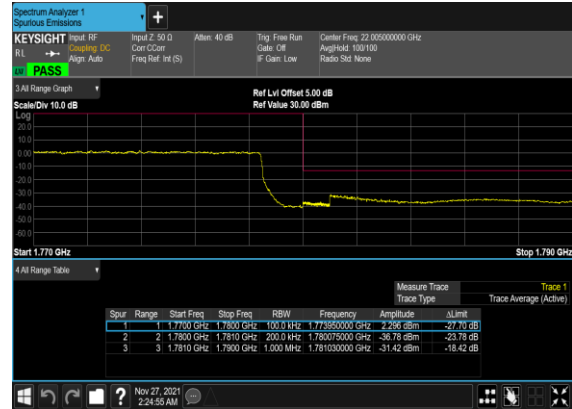 Spectrum Analyzer 1
Spurious Emissions
KEYSIGHT Input: RF Input Z: 50 Ω Atten: 40 dB Trig: Free Run Center Freq: 22.005000000 GHz
RL Coupling: DC Corr CCorr Gate: Off Avg|Hold: 100/100
Align: Auto Freq Ref: Int (S) IF Gain: Low Radio Std: None
PASS
3 All Range Graph
Ref Lvl Offset 5.00 dB
Scale/Div 10.0 dB Ref Value 30.00 dBm
Log
20.0
10.0
0.00
-10.0
-20.0
-30.0
-40.0
-50.0
-60.0
Start 1.770 GHz Stop 1.790 GHz
4 All Range Table
Measure Trace Trace 1
Trace Type Trace Average (Active)
Spur Range Start Freq Stop Freq RBW Frequency Amplitude ΔLimit
1 1 1.7700 GHz 1.7800 GHz 100.0 kHz 1.773950000 GHz 2.296 dBm -27.70 dB
2 2 1.7800 GHz 1.7810 GHz 200.0 kHz 1.780075000 GHz -36.78 dBm -23.78 dB
3 3 1.7810 GHz 1.7900 GHz 1.000 MHz 1.781030000 GHz -31.42 dBm -18.42 dB
Nov 27, 2021
2:24:55 AM